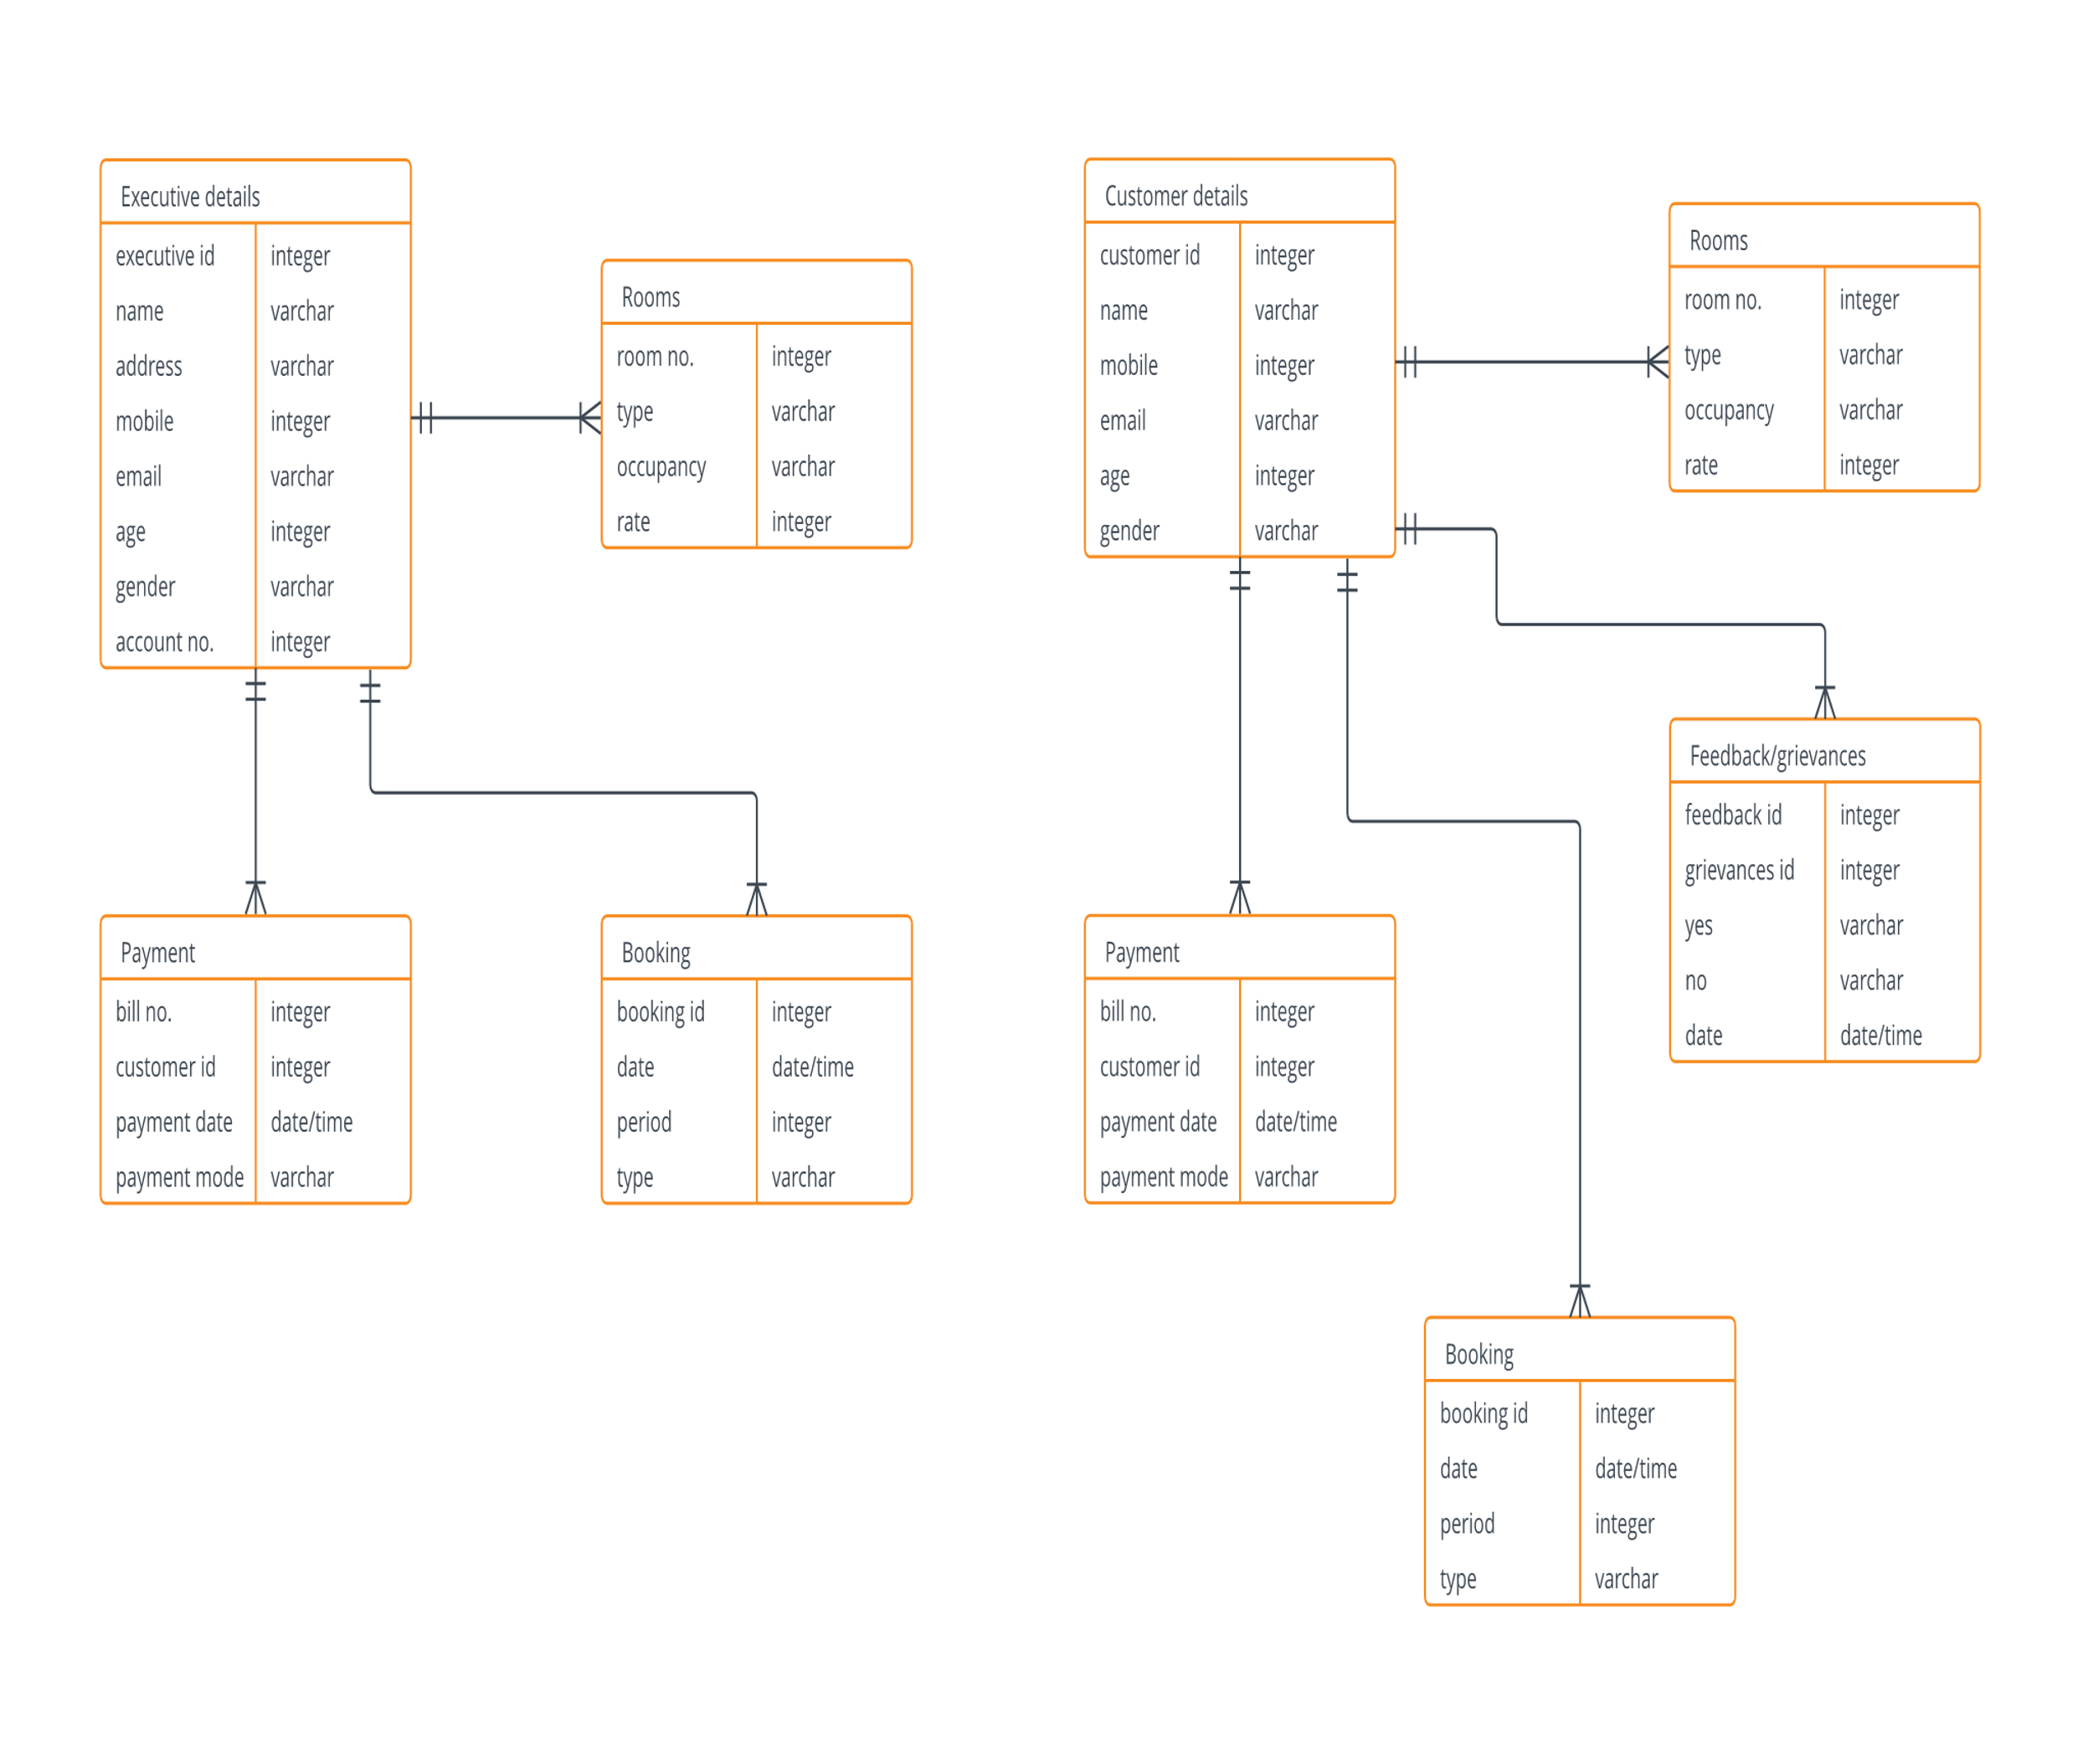 Executive details
executive id integer
name varchar
address varchar
mobile integer
email varchar
age integer
gender varchar
account no. integer
Rooms
room no. integer
type varchar
occupancy varchar
rate integer
Payment
bill no. integer
customer id integer
payment date date/time
payment mode varchar
Booking
booking id integer
date date/time
period integer
type varchar
Customer details
customer id integer
name varchar
mobile integer
email varchar
age integer
gender varchar
Rooms
room no. integer
type varchar
occupancy varchar
rate integer
Feedback/grievances
feedback id integer
grievances id integer
yes varchar
no varchar
date date/time
Payment
bill no. integer
customer id integer
payment date date/time
payment mode varchar
Booking
booking id integer
date date/time
period integer
type varchar